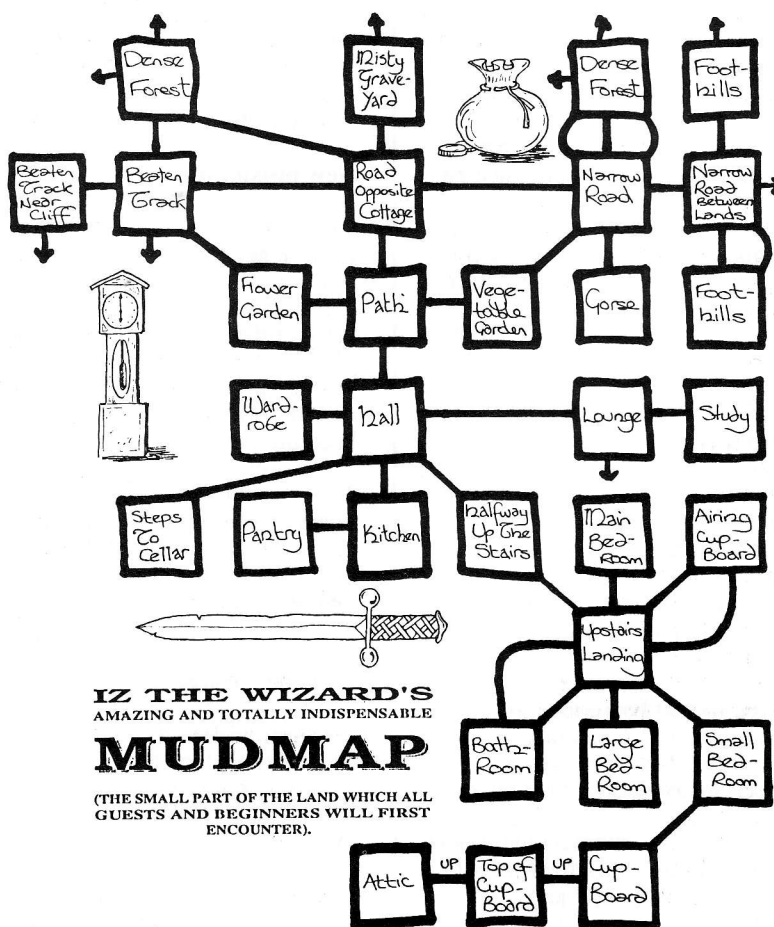 Dense
Forest
Misty
Grave-
Yard
Dense
Forest
Foot-
hills
Beaten
Track
Near
Cliff
Beaten
Track
Road
Opposite
Cottage
Narrow
Road
Narrow
Road
Between
Lands
Flower
Garden
Path
Vege-
table
Garden
Gorse
Foot-
hills
Ward-
robe
hall
Lounge
Study
Steps
To
Cellar
Pantry
Kitchen
halfway
Up The
Stairs
Main
Bed-
Room
Airing
Cup-
Board
Upstairs
Landing
IZ THE WIZARD'S
AMAZING AND TOTALLY INDISPENSABLE
MUDMAP
(THE SMALL PART OF THE LAND WHICH ALL
GUESTS AND BEGINNERS WILL FIRST
ENCOUNTER).
Bath-
Room
Large
Bed-
Room
Small
Bed-
Room
Attic
UP
Top of
Cup-
Board
UP
Cup-
Board